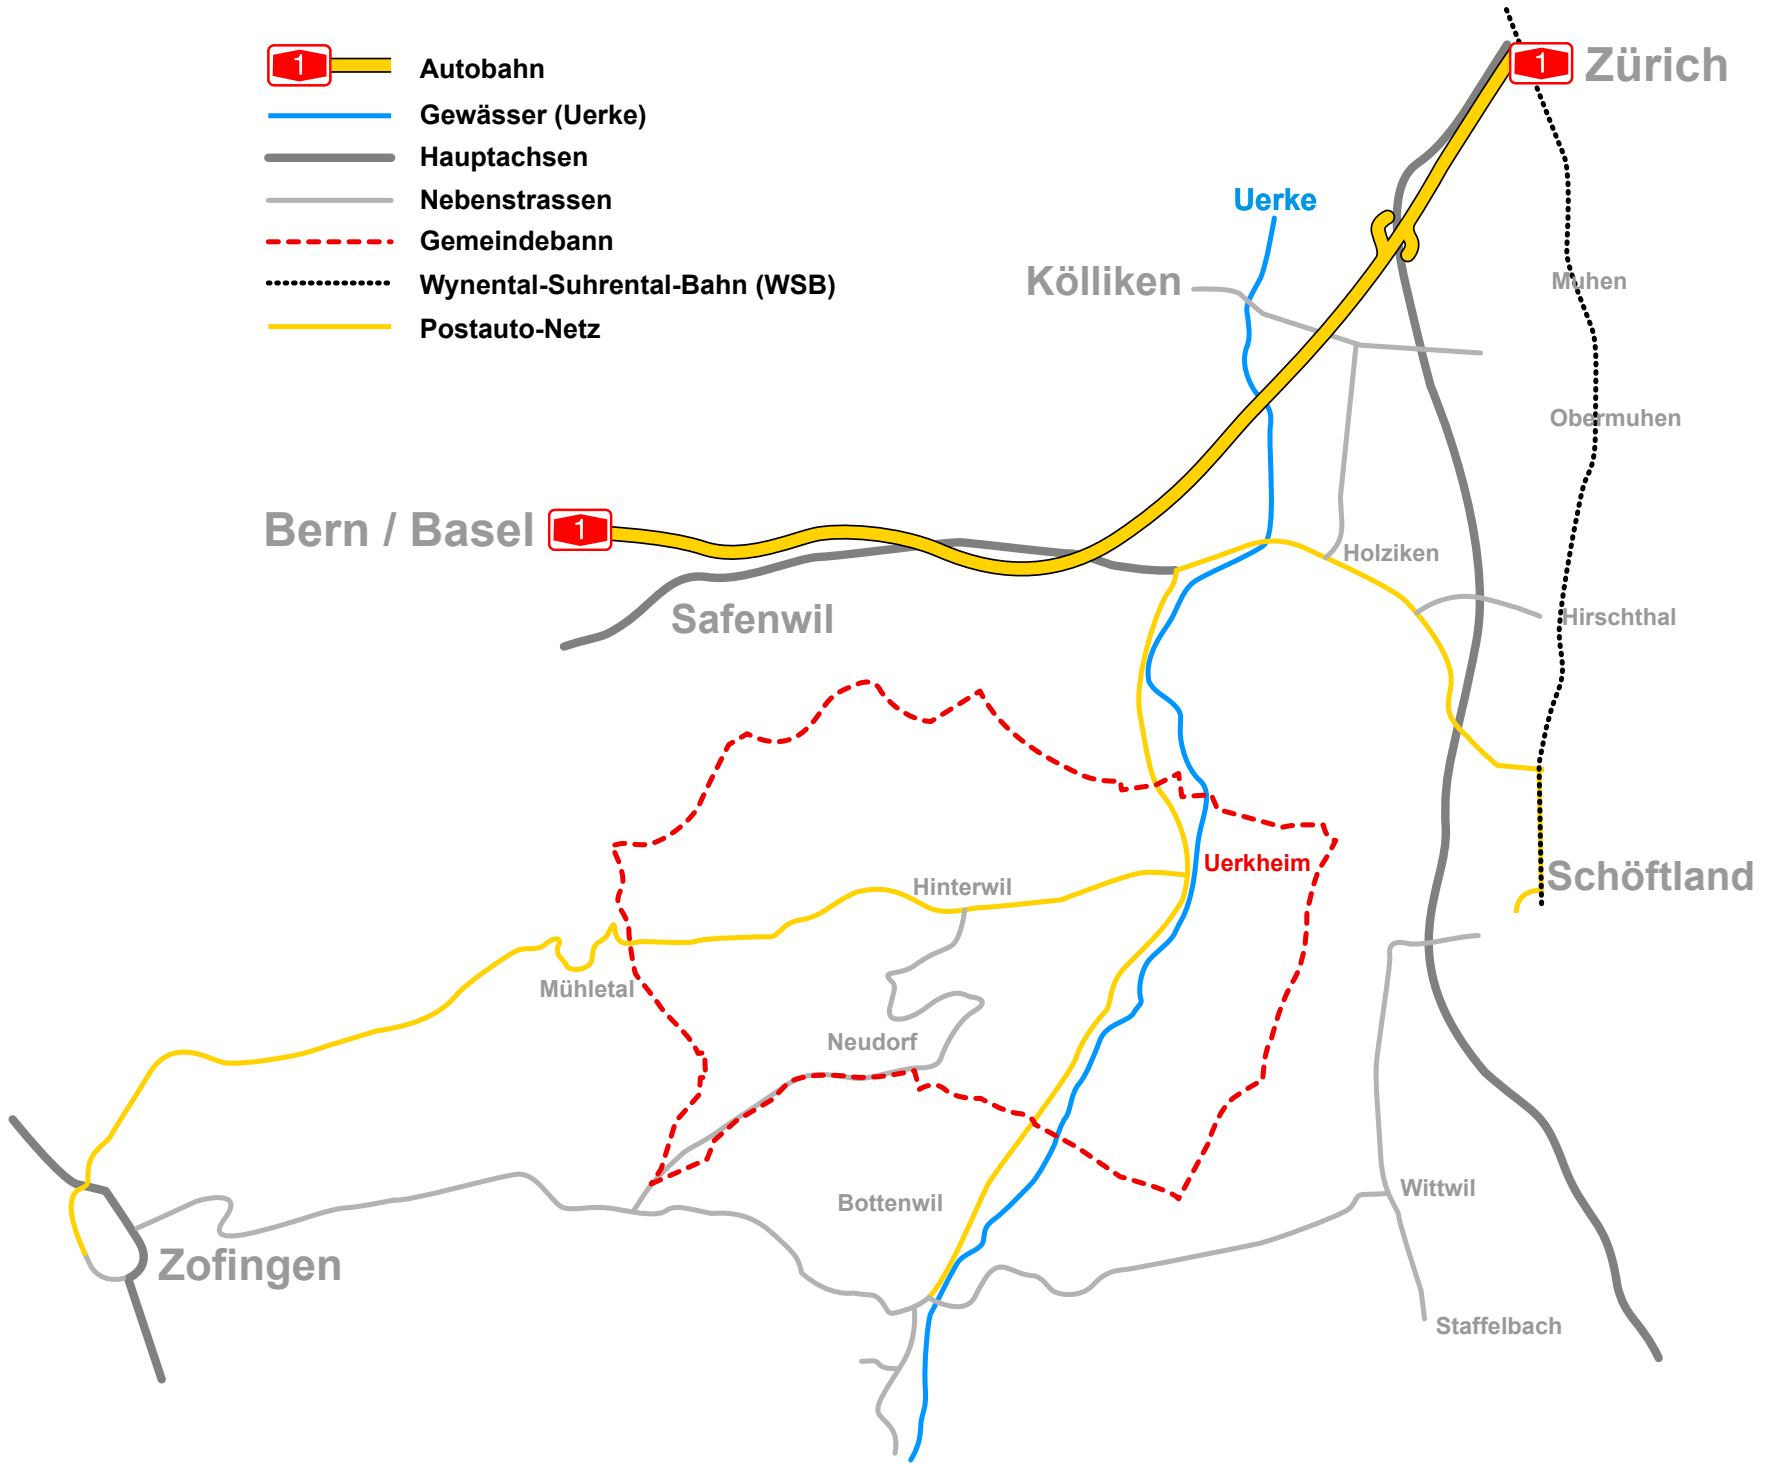 1 Autobahn
Gewässer (Uerke)
Hauptachsen
Nebenstrassen
Gemeindebann
Wynental-Suhrental-Bahn (WSB)
Postauto-Netz
1 Zürich
Uerke
Kölliken
Muhen
Obermuhen
Bern / Basel 1
Holziken
Safenwil
Hirschthal
Uerkheim
Hinterwil
Schöftland
Mühletal
Neudorf
Bottenwil
Wittwil
Zofingen
Staffelbach